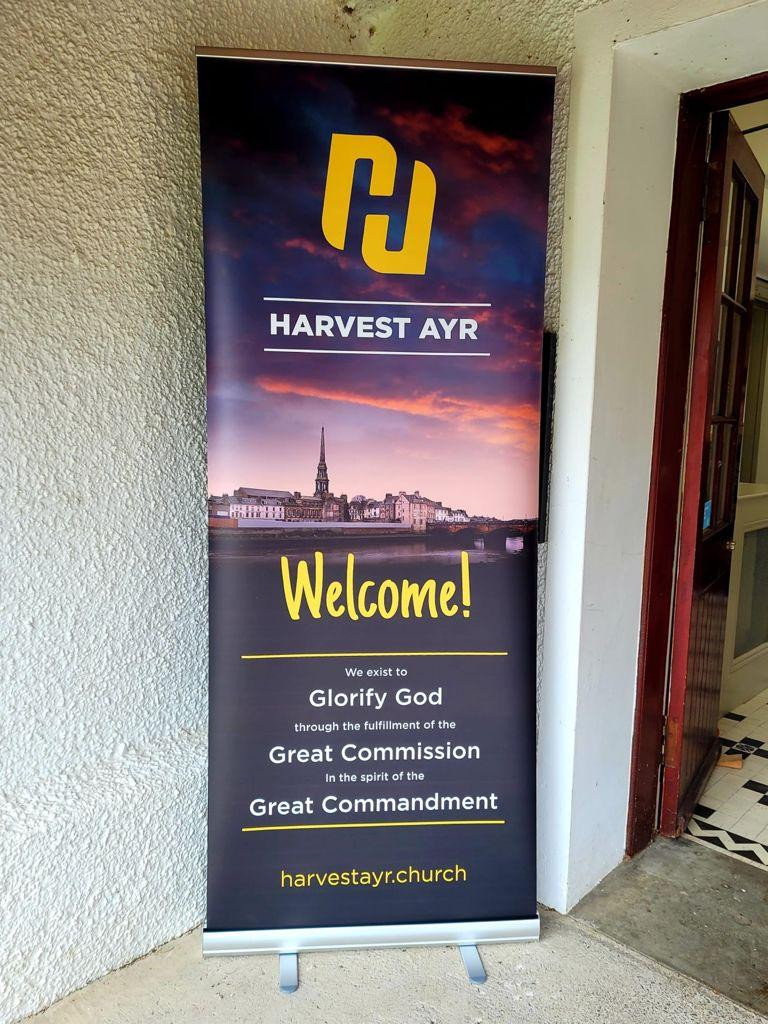 HARVEST AYR
Welcome!
We exist to
Glorify God
through the fulfillment of the
Great Commission
In the spirit of the
Great Commandment
harvestayr.church